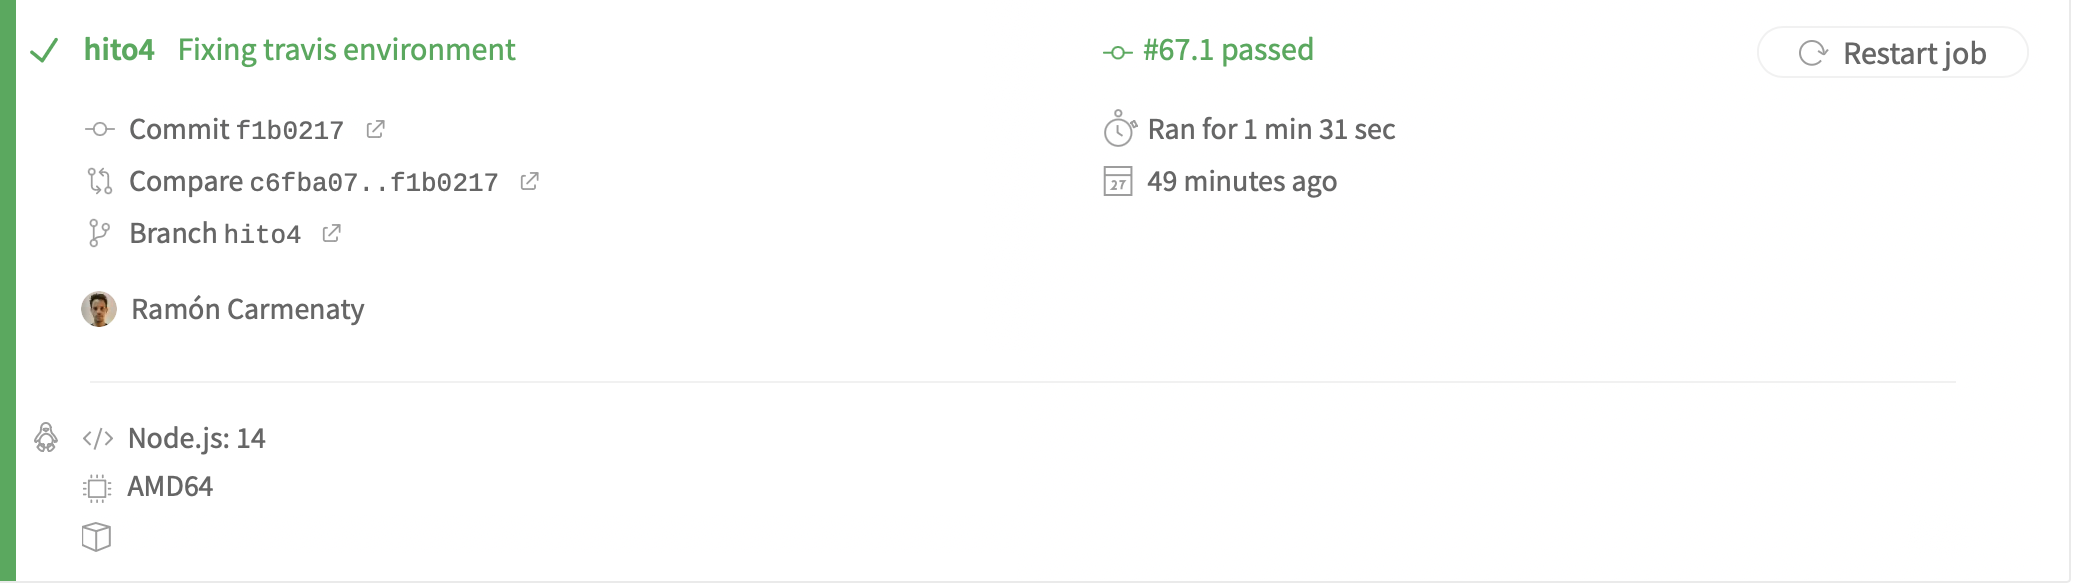 hito4 Fixing travis environment
#67.1 passed
Restart job
Commit f1b0217
Compare c6fba07..f1b0217
Branch hito4
Ran for 1 min 31 sec
27 49 minutes ago
Ramón Carmenaty
</> Node.js: 14
AMD64